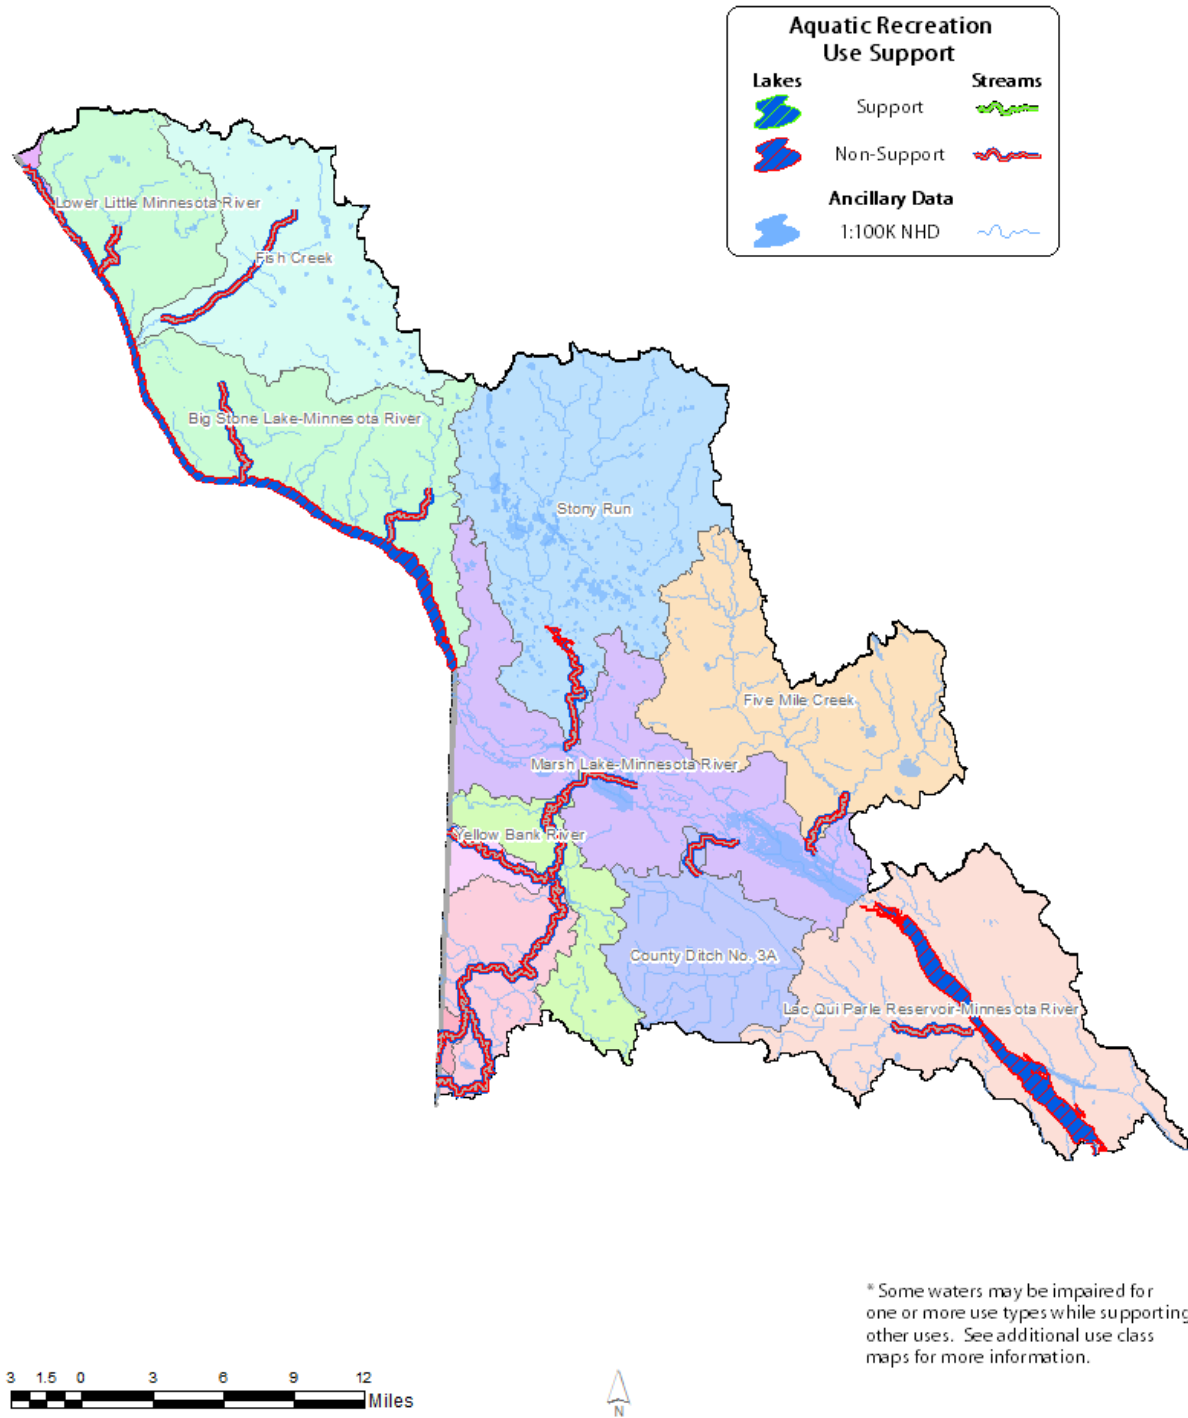 Aquatic Recreation
Use Support
Lakes Streams
Support
Non-Support
Ancillary Data
1:100K NHD
Lower Little Minnesota River
Fish Creek
Big Stone Lake-Minnesota River
Stony Run
Five Mile Creek
Marsh Lake-Minnesota River
Yellow Bank River
County Ditch No. 3A
Lac Qui Parle Reservoir-Minnesota River
* Some waters may be impaired for
one or more use types while supporting
other uses. See additional use class
maps for more information.
3 1.5 0 3 6 9 12
Miles
N